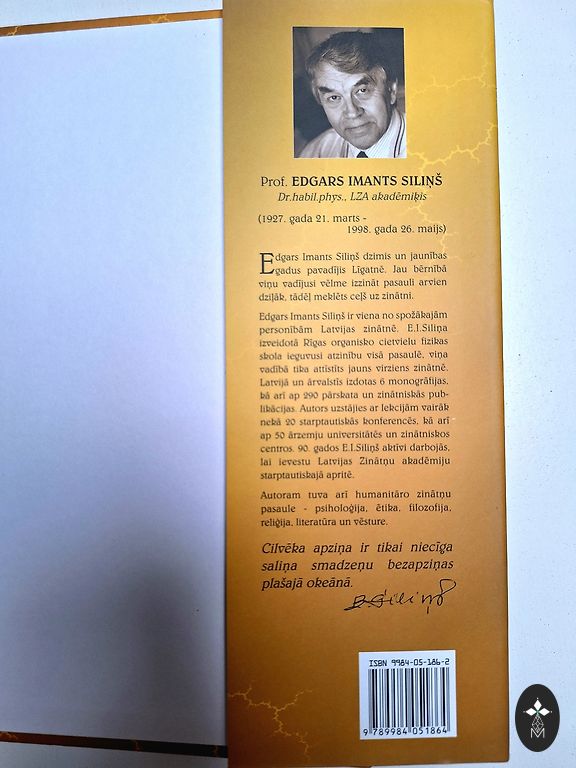 Prof. EDGARS IMANTS SILIŅŠ
Dr.habil.phys., LZA akadēmiķis
(1927. gada 21. marts -
1998. gada 26. maijs)
Edgars Imants Siliņš dzimis un jaunības
gadus pavadījis Līgatnē. Jau bērnībā
viņu vadījusi vēlme izzināt pasauli arvien
dziļāk, tādēļ meklēts ceļš uz zinātni.
Edgars Imants Siliņš ir viena no spožākajām
personībām Latvijas zinātnē. E.I.Siliņa
izveidotā Rīgas organisko cietvielu fizikas
skola ieguvusi atzinību visā pasaulē, viņa
vadībā tika attīstīts jauns virziens zinātnē.
Latvijā un ārvalstīs izdotas 6 monogrāfijas,
kā arī ap 290 pārskata un zinātniskās pub-
likācijas. Autors uzstājies ar lekcijām vairāk
nekā 20 starptautiskās konferencēs, kā arī
ap 50 ārzemju universitātēs un zinātniskos
centros. 90. gados E.I.Siliņš aktīvi darbojās,
lai ievestu Latvijas Zinātņu akadēmiju
starptautiskajā apritē.
Autoram tuva arī humanitāro zinātņu
pasaule - psiholoģija, ētika, filozofija,
reliģija, literatūra un vēsture.
Cilvēka apziņa ir tikai niecīga
saliņa smadzeņu bezapziņas
plašajā okeānā.
E.Siliņš
ISBN 9984-05-186-2
9 789984 051864
M